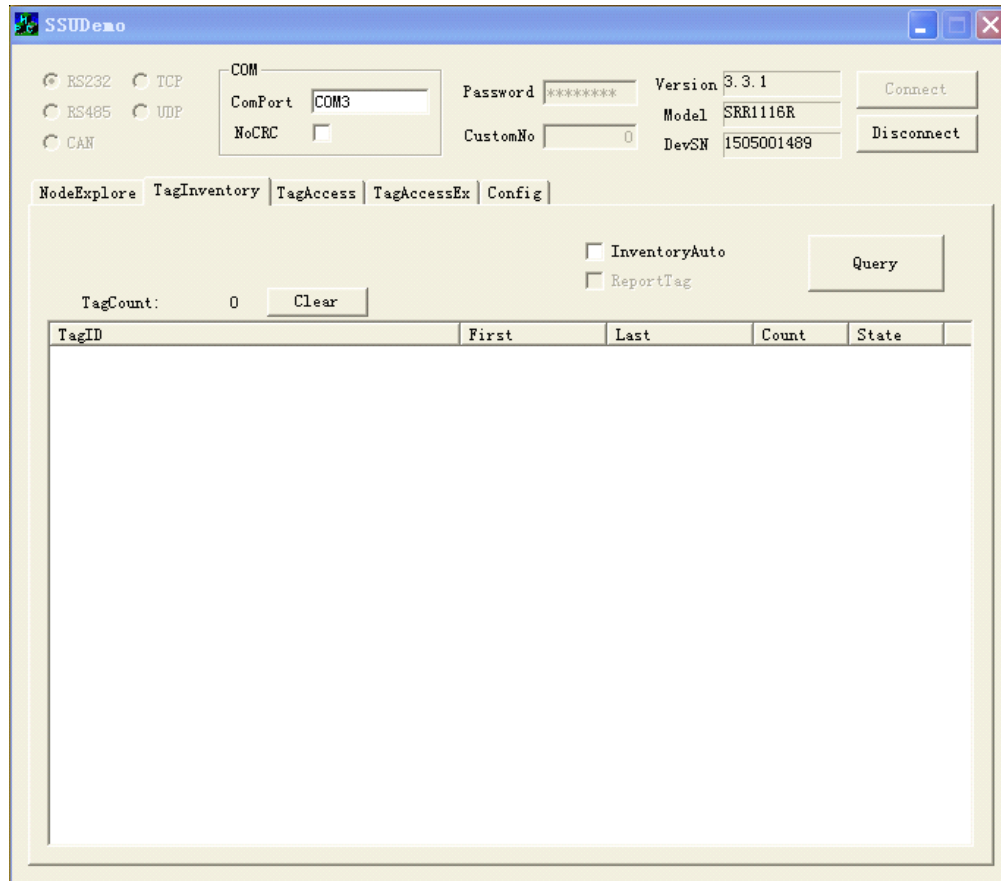 SSUDemo
RS232 TCP
RS485 UDP
CAN
COM
ComPort COM3
NoCRC
Password ********
CustomNo 0
Version 3.3.1
Model SRR1116R
DevSN 1505001489
Connect
Disconnect
NodeExplore TagInventory TagAccess TagAccessEx Config
InventoryAuto
ReportTag
Query
TagCount: 0 Clear
TagID First Last Count State